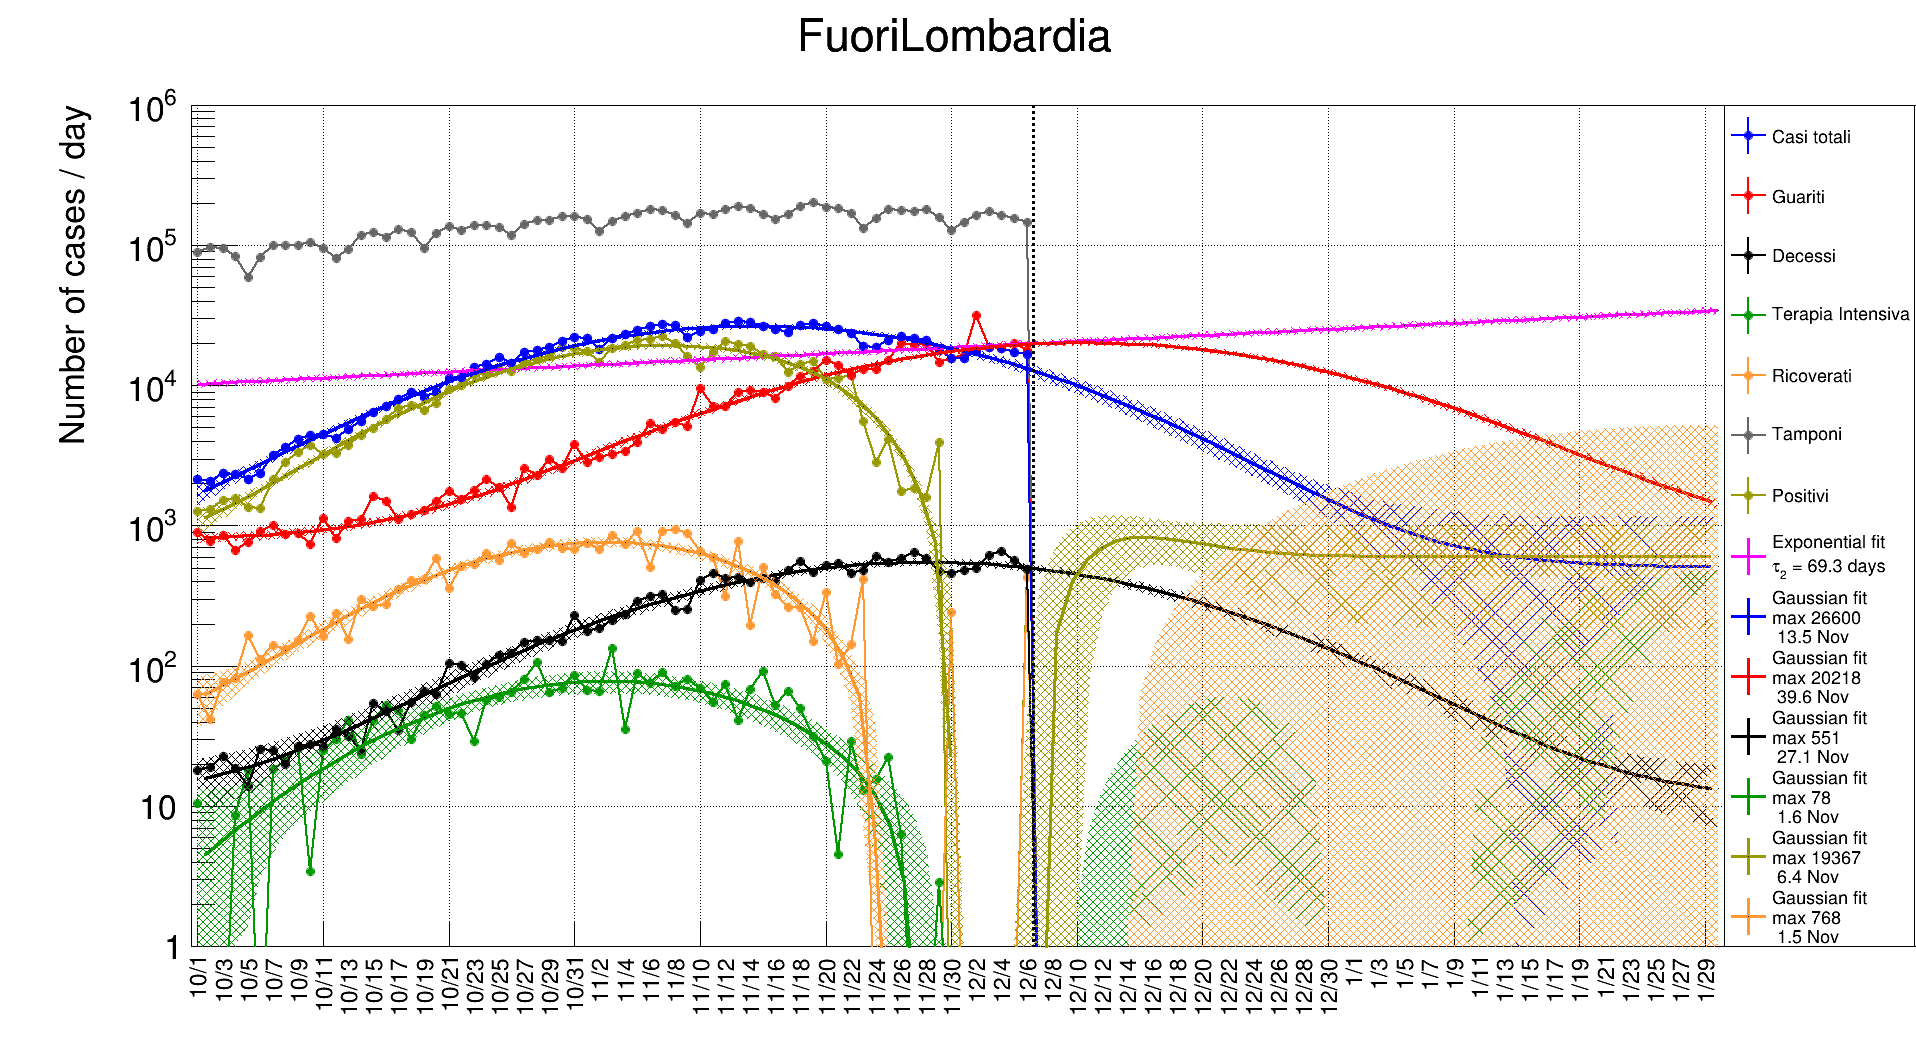 FuoriLombardia
Number of cases / day
10^6
10^5
10^4
10^3
10^2
10
1
10/1 10/3 10/5 10/7 10/9 10/11 10/13 10/15 10/17 10/19 10/21 10/23 10/25 10/27 10/29 10/31 11/2 11/4 11/6 11/8 11/10 11/12 11/14 11/16 11/18 11/20 11/22 11/24 11/26 11/28 11/30 12/2 12/4 12/6 12/8 12/10 12/12 12/14 12/16 12/18 12/20 12/22 12/24 12/26 12/28 12/30 1/1 1/3 1/5 1/7 1/9 1/11 1/13 1/15 1/17 1/19 1/21 1/23 1/25 1/27 1/29
Casi totali
Guariti
Decessi
Terapia Intensiva
Ricoverati
Tamponi
Positivi
Exponential fit
τ₂ = 69.3 days
Gaussian fit
max 26600
13.5 Nov
Gaussian fit
max 20218
39.6 Nov
Gaussian fit
max 551
27.1 Nov
Gaussian fit
max 78
1.6 Nov
Gaussian fit
max 19367
6.4 Nov
Gaussian fit
max 768
1.5 Nov